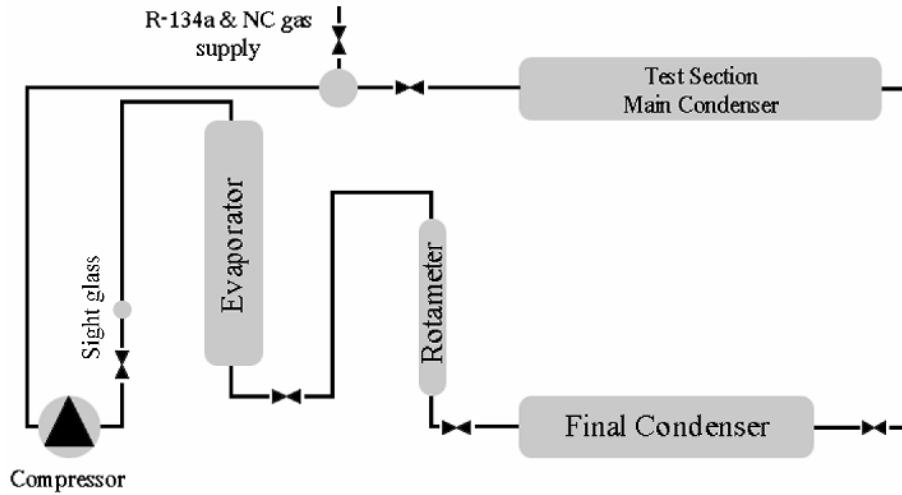 R-134a & NC gas
supply
Test Section
Main Condenser
Evaporator
Sight glass
Rotameter
Final Condenser
Compressor